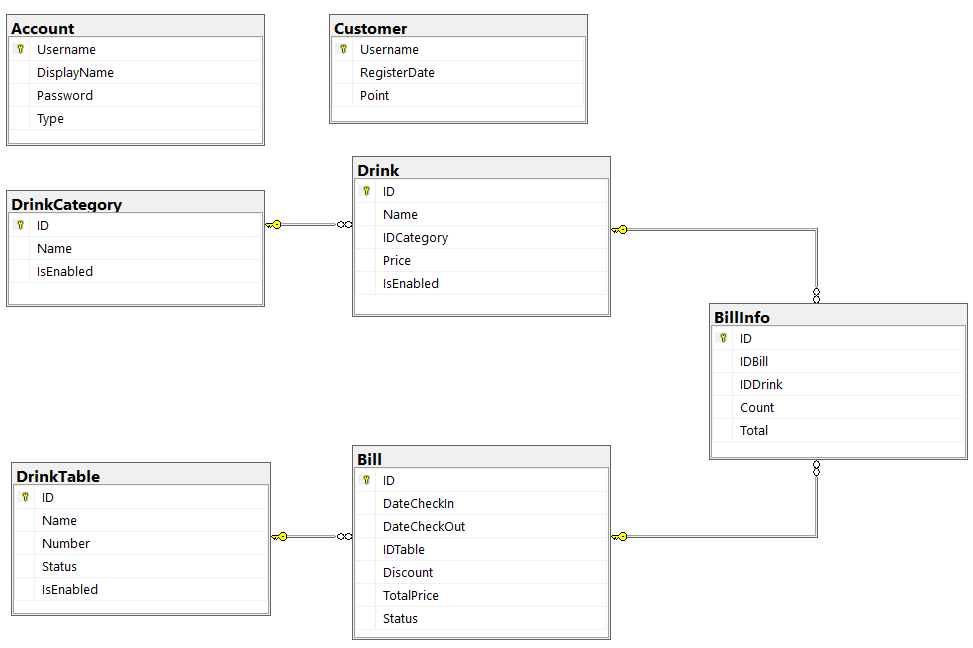 Account
Username
DisplayName
Password
Type
Customer
Username
RegisterDate
Point
DrinkCategory
ID
Name
IsEnabled
Drink
ID
Name
IDCategory
Price
IsEnabled
BillInfo
ID
IDBill
IDDrink
Count
Total
DrinkTable
ID
Name
Number
Status
IsEnabled
Bill
ID
DateCheckIn
DateCheckOut
IDTable
Discount
TotalPrice
Status